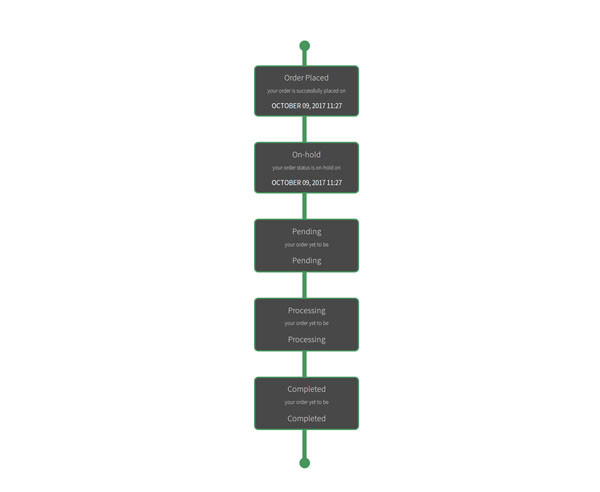 Order Placed
your order is successfully placed on
OCTOBER 09, 2017 11:27
On-hold
your order status is on-hold on
OCTOBER 09, 2017 11:27
Pending
your order yet to be
Pending
Processing
your order yet to be
Processing
Completed
your order yet to be
Completed